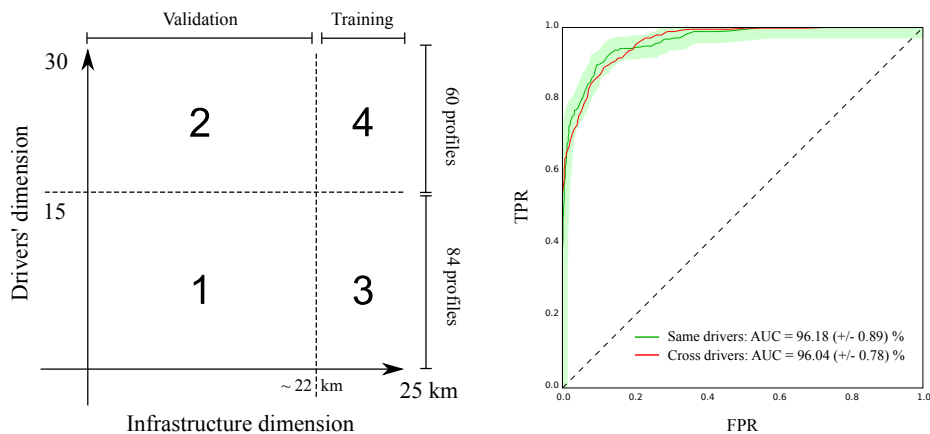 Validation
Training
30
2
4
60 profiles
Drivers' dimension
15
1
3
84 profiles
~ 22 km
25 km
Infrastructure dimension
1.0
0.8
0.6
TPR
0.4
0.2
0.0
Same drivers: AUC = 96.18 (+/- 0.89) %
Cross drivers: AUC = 96.04 (+/- 0.78) %
0.0 0.2 0.4 0.6 0.8 1.0
FPR